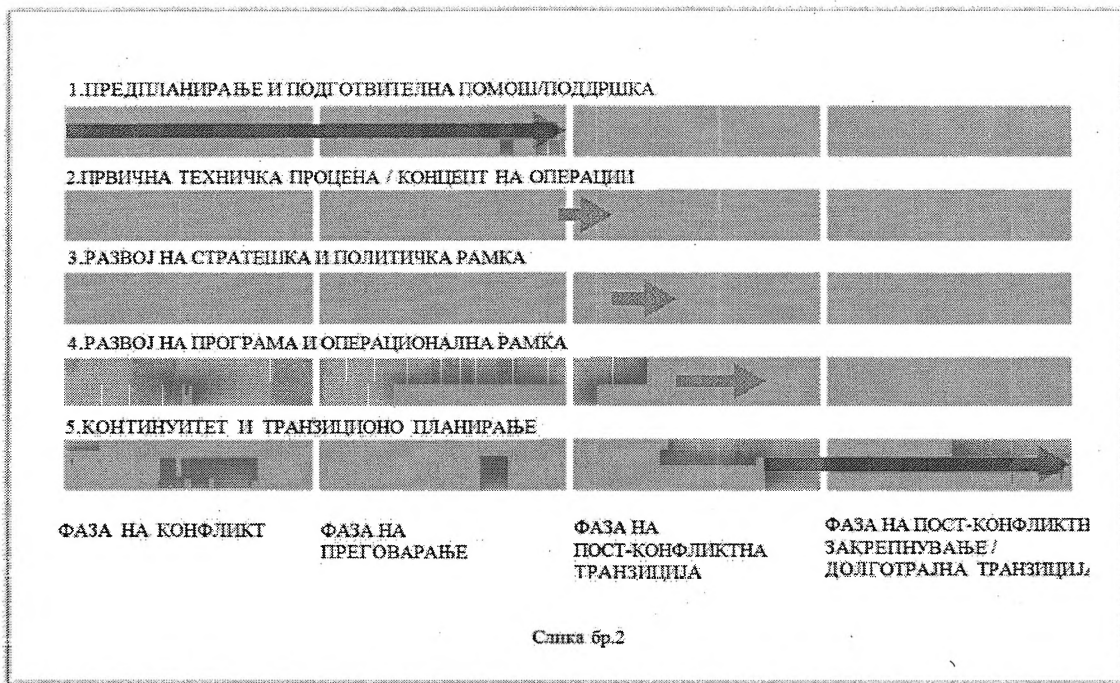 1.ПРЕДПЛАНИРАЊЕ И ПОДГОТВИТЕЛНА ПОМОШ/ПОДДРШКА
2.ПРВИЧНА ТЕХНИЧКА ПРОЦЕНА / КОНЦЕПТ НА ОПЕРАЦИИ
3.РАЗВОЈ НА СТРАТЕШКА И ПОЛИТИЧКА РАМКА
4.РАЗВОЈ НА ПРОГРАМА И ОПЕРАЦИОНАЛНА РАМКА
5.КОНТИНУИТЕТ И ТРАНЗИЦИОНО ПЛАНИРАЊЕ
ФАЗА НА КОНФЛИКТ
ФАЗА НА
ПРЕГОВАРАЊЕ
ФАЗА НА
ПОСТ-КОНФЛИКТНА
ТРАНЗИЦИЈА
ФАЗА НА ПОСТ-КОНФЛИКТН
ЗАКРЕПНУВАЊЕ /
ДОЛГОТРАЈНА ТРАНЗИЦИЈ
Слика бр.2